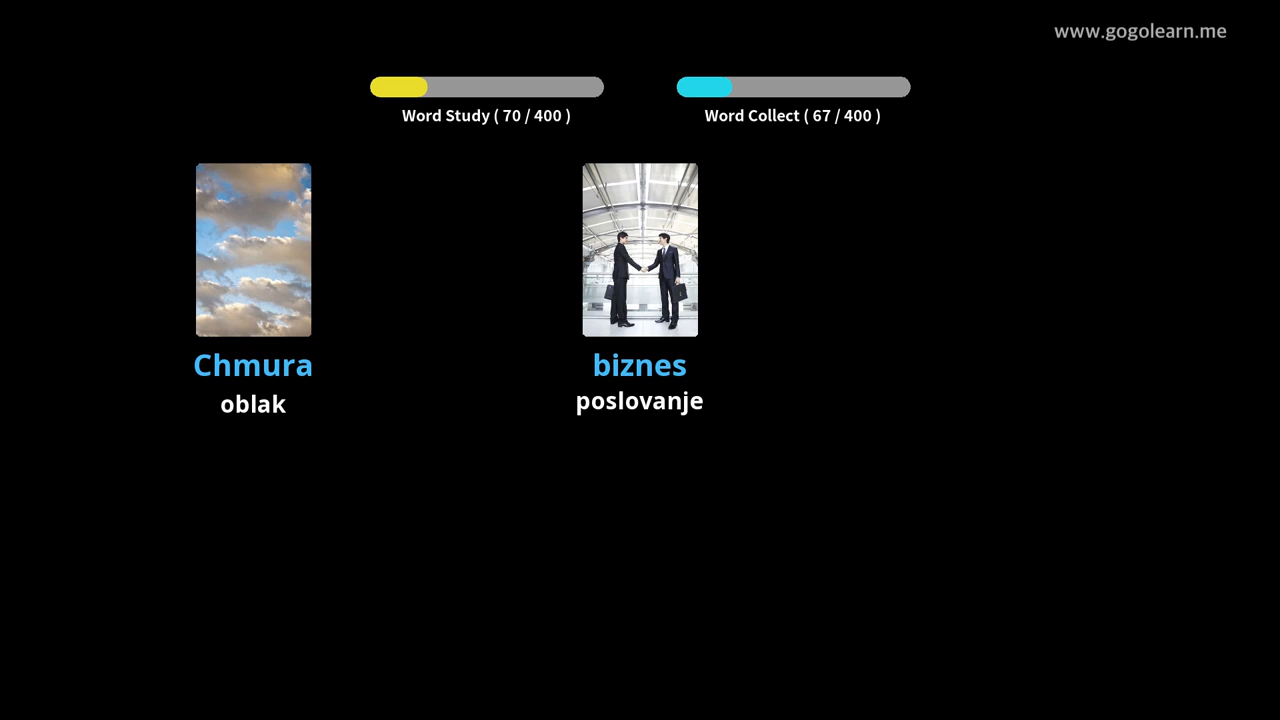 www.gogolearn.me
Word Study ( 70 / 400 )
Word Collect ( 67 / 400 )
Chmura
oblak
biznes
poslovanje